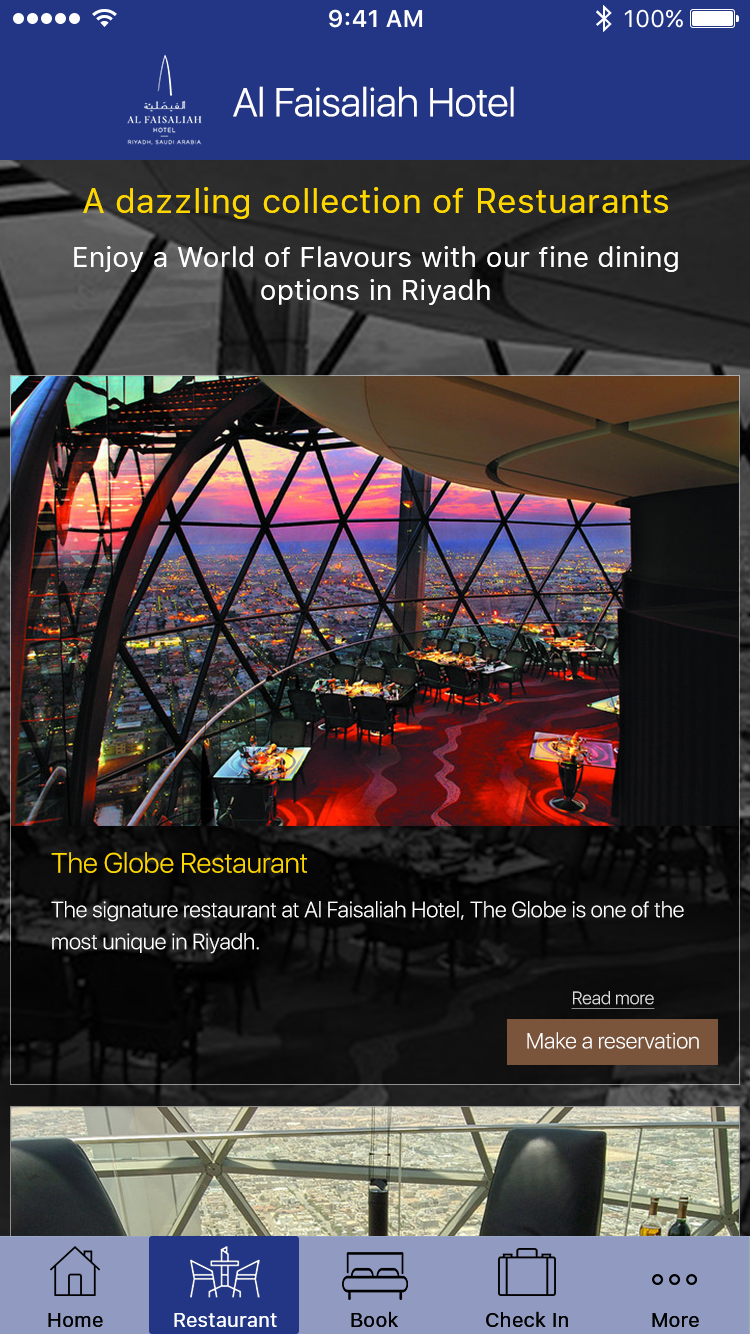 9:41 AM
100%
الفيصلية
AL FAISALIAH
HOTEL
RIYADH, SAUDI ARABIA
Al Faisaliah Hotel
A dazzling collection of Restuarants
Enjoy a World of Flavours with our fine dining
options in Riyadh
The Globe Restaurant
The signature restaurant at Al Faisaliah Hotel, The Globe is one of the
most unique in Riyadh.
Read more
Make a reservation
Home
Restaurant
Book
Check In
More